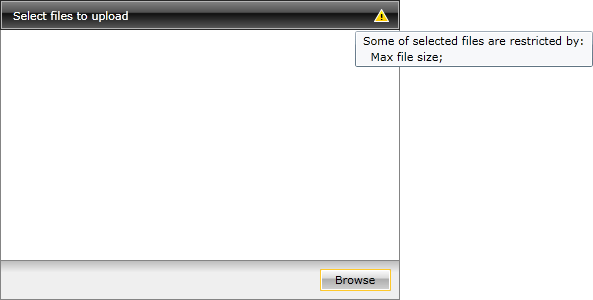 Select files to upload
Some of selected files are restricted by:
Max file size;
Browse